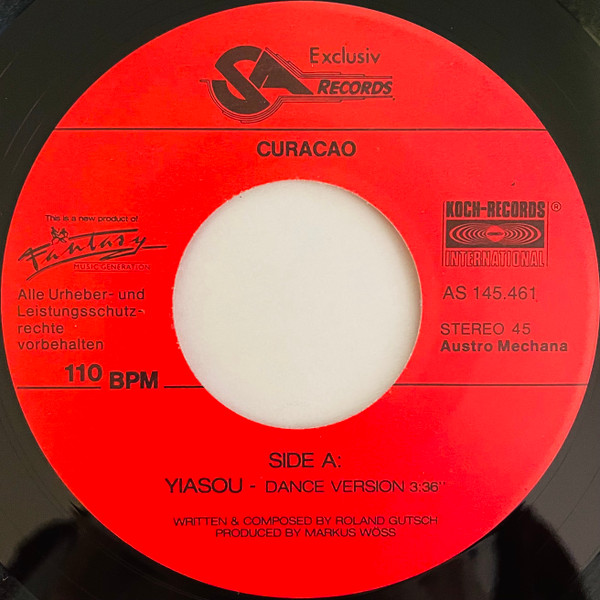 SA Exclusiv
RECORDS
CURACAO
This is a new product of
Fantasy
MUSIC GENERATION
Alle Urheber- und
Leistungsschutz-
rechte
vorbehalten
110 BPM
KOCH-RECORDS ®
INTERNATIONAL
AS 145.461
STEREO 45
Austro Mechana
SIDE A:
YIASOU - DANCE VERSION 3:36''
WRITTEN & COMPOSED BY ROLAND GUTSCH
PRODUCED BY MARKUS WÖSS